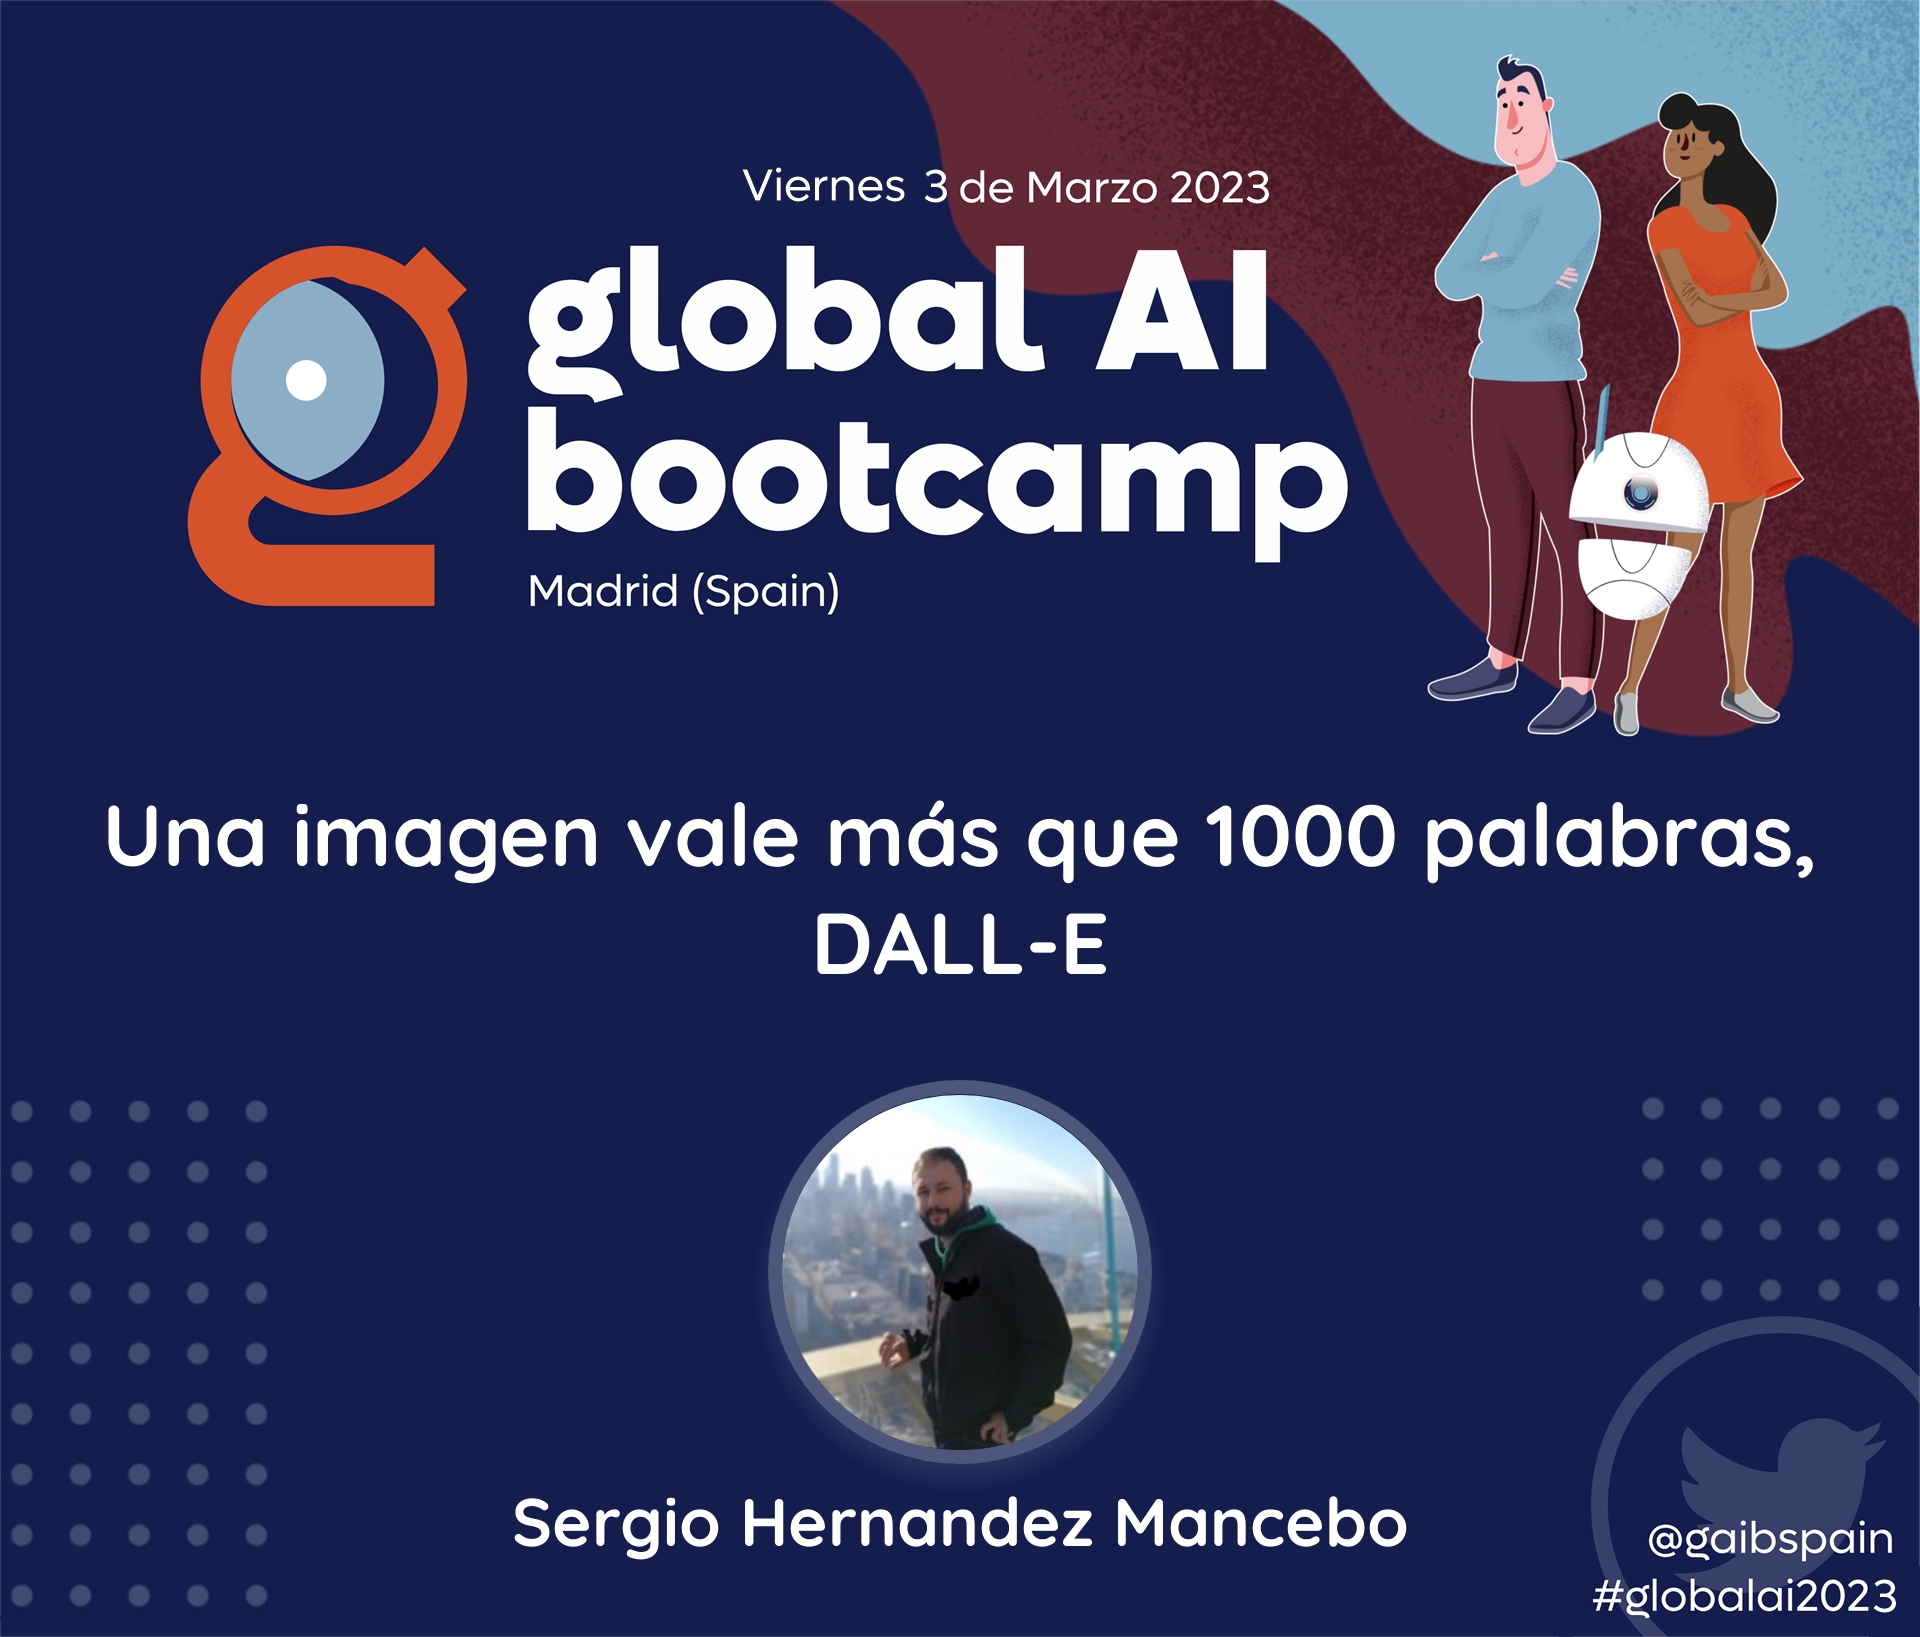 Viernes 3 de Marzo 2023
global AI
bootcamp
Madrid (Spain)
Una imagen vale más que 1000 palabras,
DALL-E
Sergio Hernandez Mancebo
@gaibspain
#globalai2023